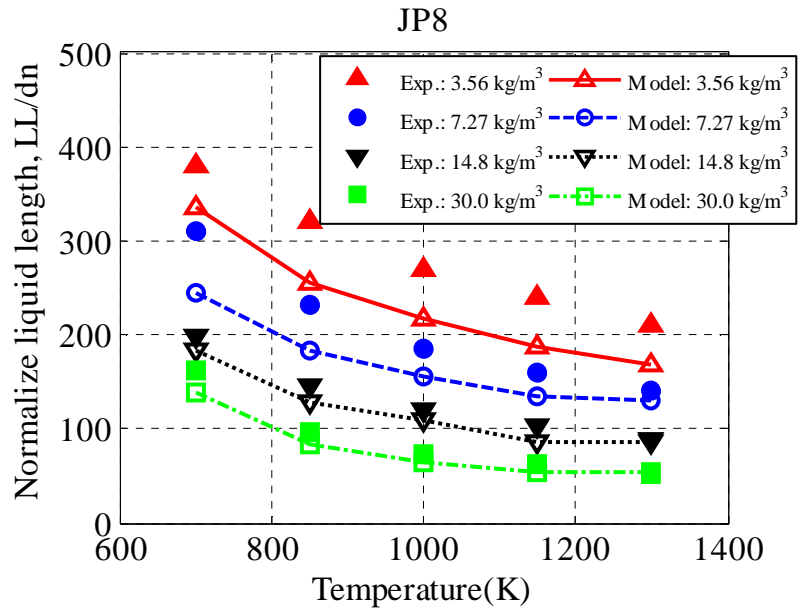 JP8
500
400
300
200
100
0
600
800
1000
1200
1400
Normalize liquid length, LL/dn
Temperature(K)
Exp.: 3.56 kg/m³ Model: 3.56 kg/m³
Exp.: 7.27 kg/m³ Model: 7.27 kg/m³
Exp.: 14.8 kg/m³ Model: 14.8 kg/m³
Exp.: 30.0 kg/m³ Model: 30.0 kg/m³